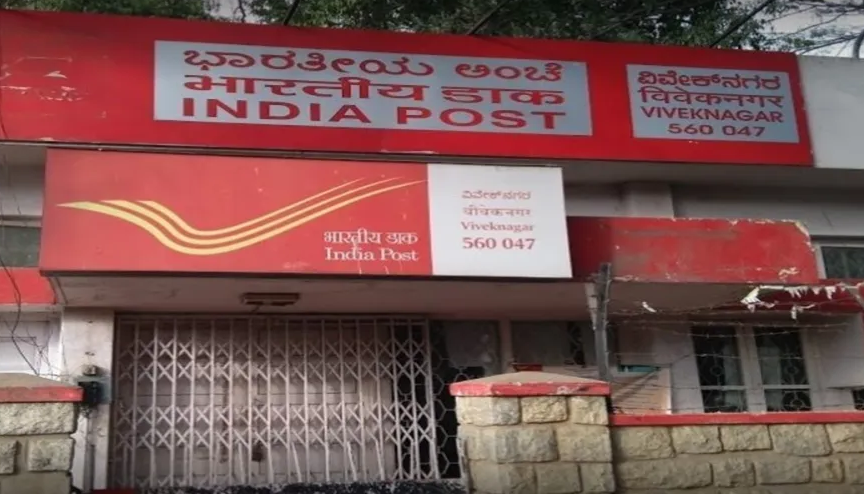 ಭಾರತೀಯ ಅಂಚೆ
भारतीय डाक
INDIA POST
ವಿವೇಕ್‌ನಗರ
विवेकनगर
VIVEKNAGAR
560 047
भारतीय डाक
India Post
ವಿವೇಕ್‌ನಗರ
वीवेकनगर
Viveknagar
560 047